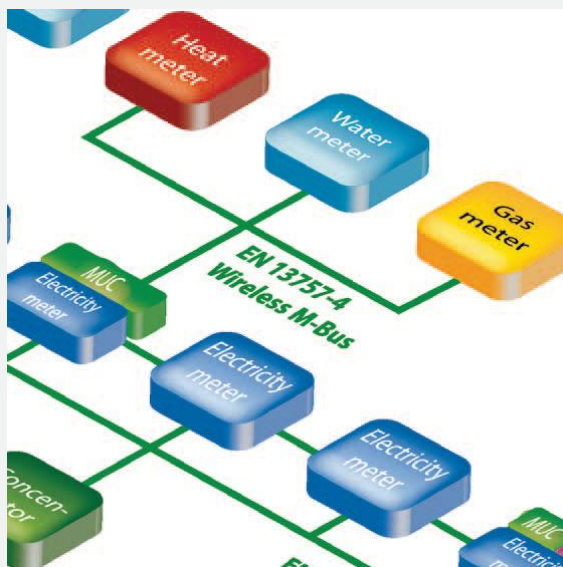 Heat
meter
Water
meter
Gas
meter
EN 13757-4
Wireless M-Bus
MUC
Electricity
meter
Electricity
meter
Electricity
meter
MUC